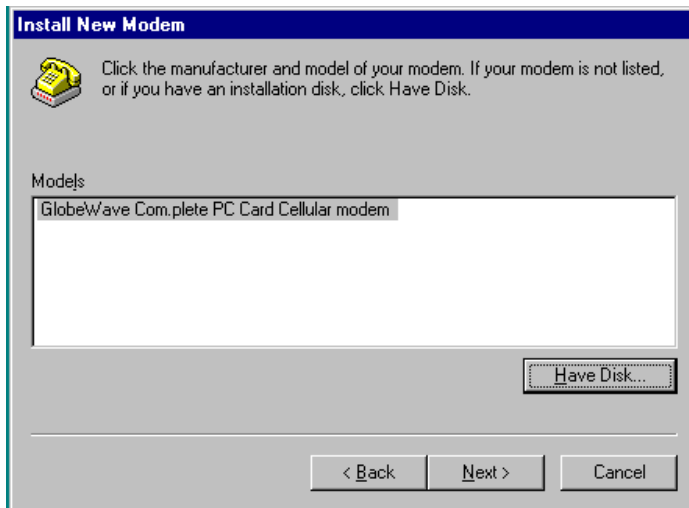 Install New Modem
Click the manufacturer and model of your modem. If your modem is not listed,
or if you have an installation disk, click Have Disk.
Models
GlobeWave Com.plete PC Card Cellular modem
Have Disk...
< Back
Next >
Cancel